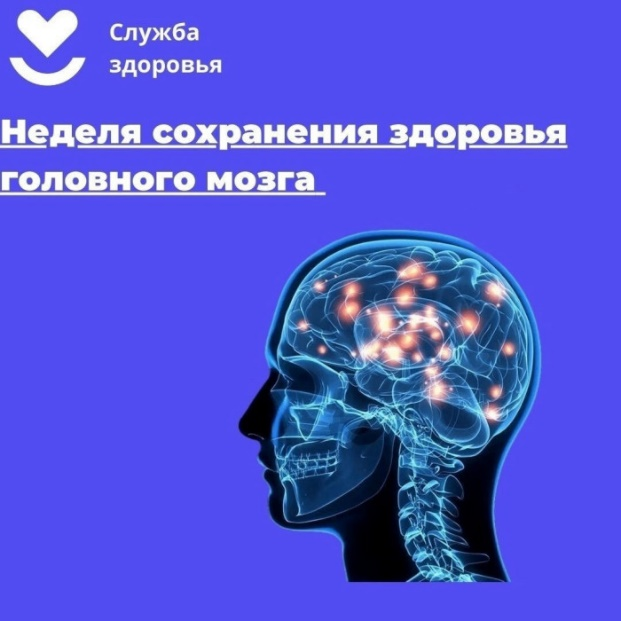 Служба
здоровья
Неделя сохранения здоровья
головного мозга